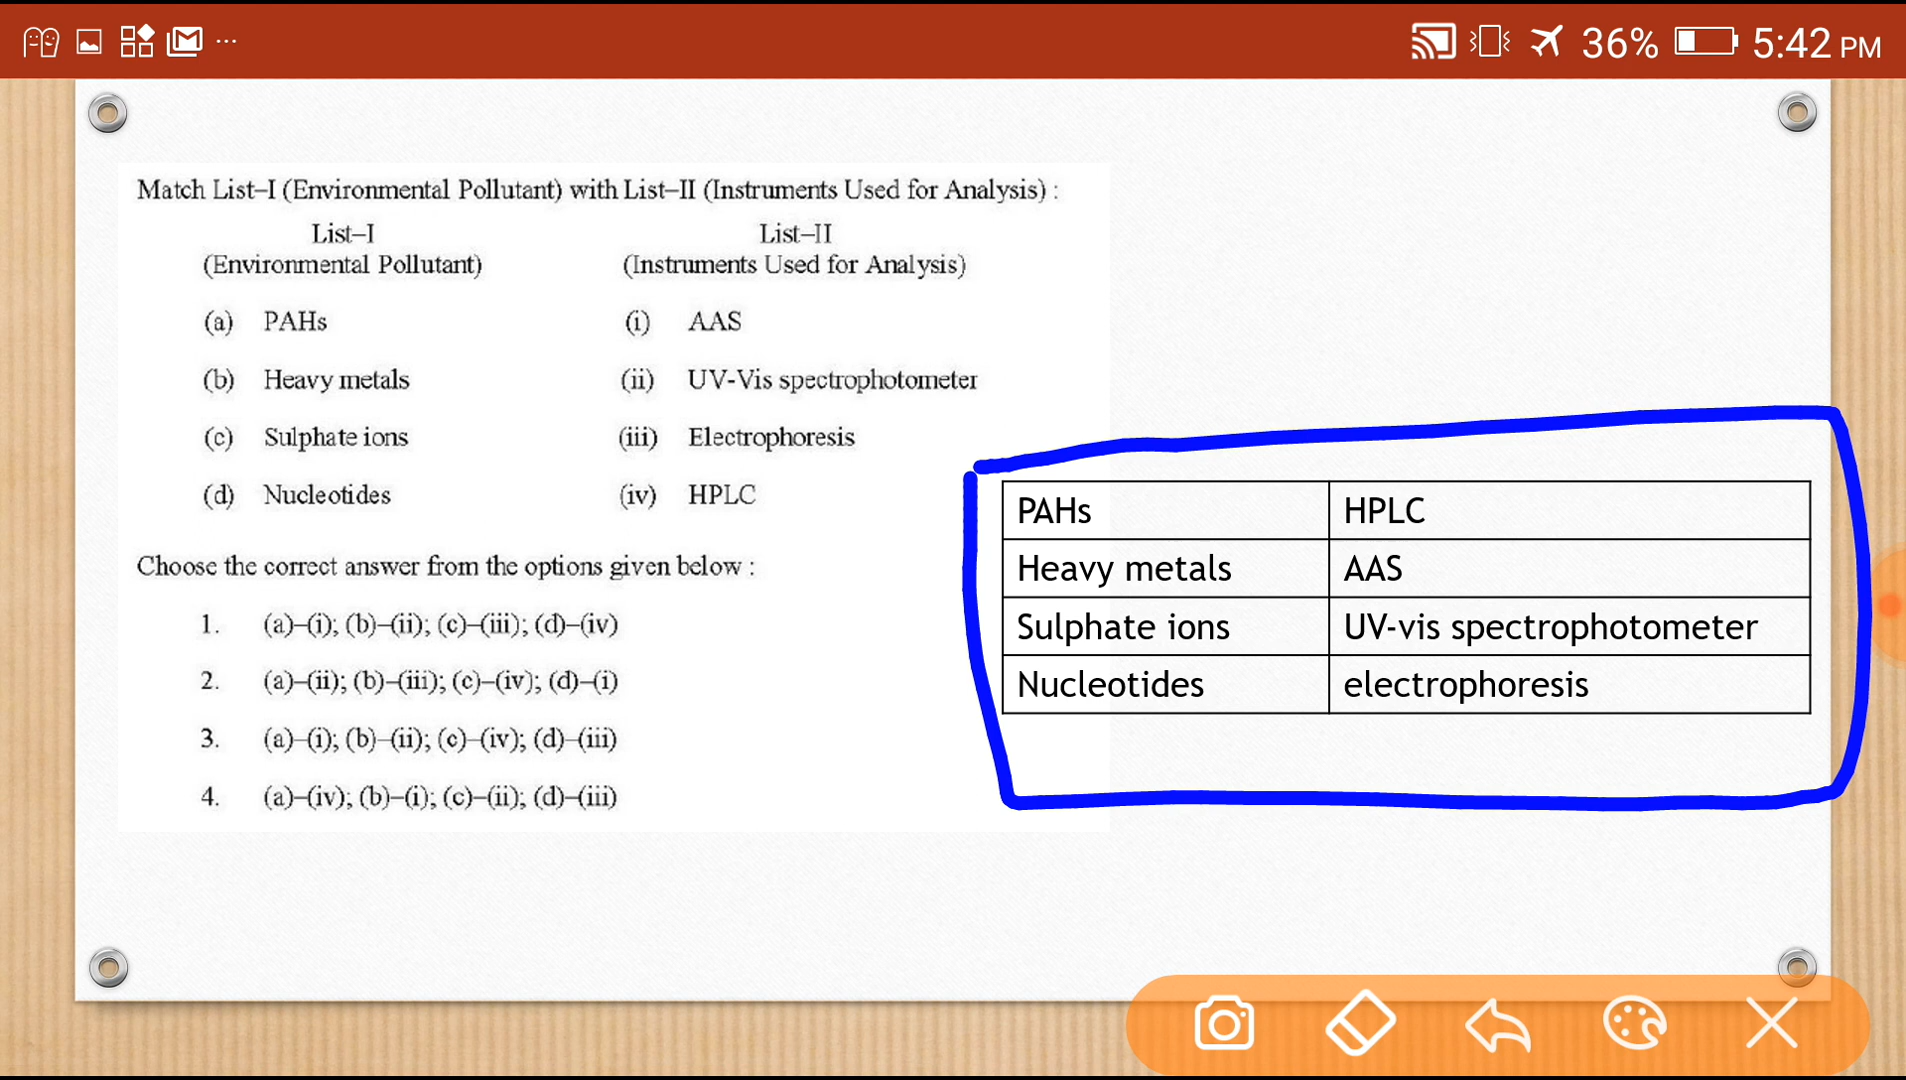 36% 5:42 PM
Match List–I (Environmental Pollutant) with List–II (Instruments Used for Analysis) :
List–I List–II
(Environmental Pollutant) (Instruments Used for Analysis)
(a) PAHs (i) AAS
(b) Heavy metals (ii) UV-Vis spectrophotometer
(c) Sulphate ions (iii) Electrophoresis
(d) Nucleotides (iv) HPLC
Choose the correct answer from the options given below :
1. (a)–(i); (b)–(ii); (c)–(iii); (d)–(iv)
2. (a)–(ii); (b)–(iii); (c)–(iv); (d)–(i)
3. (a)–(i); (b)–(ii); (c)–(iv); (d)–(iii)
4. (a)–(iv); (b)–(i); (c)–(ii); (d)–(iii)
PAHs HPLC
Heavy metals AAS
Sulphate ions UV-vis spectrophotometer
Nucleotides electrophoresis